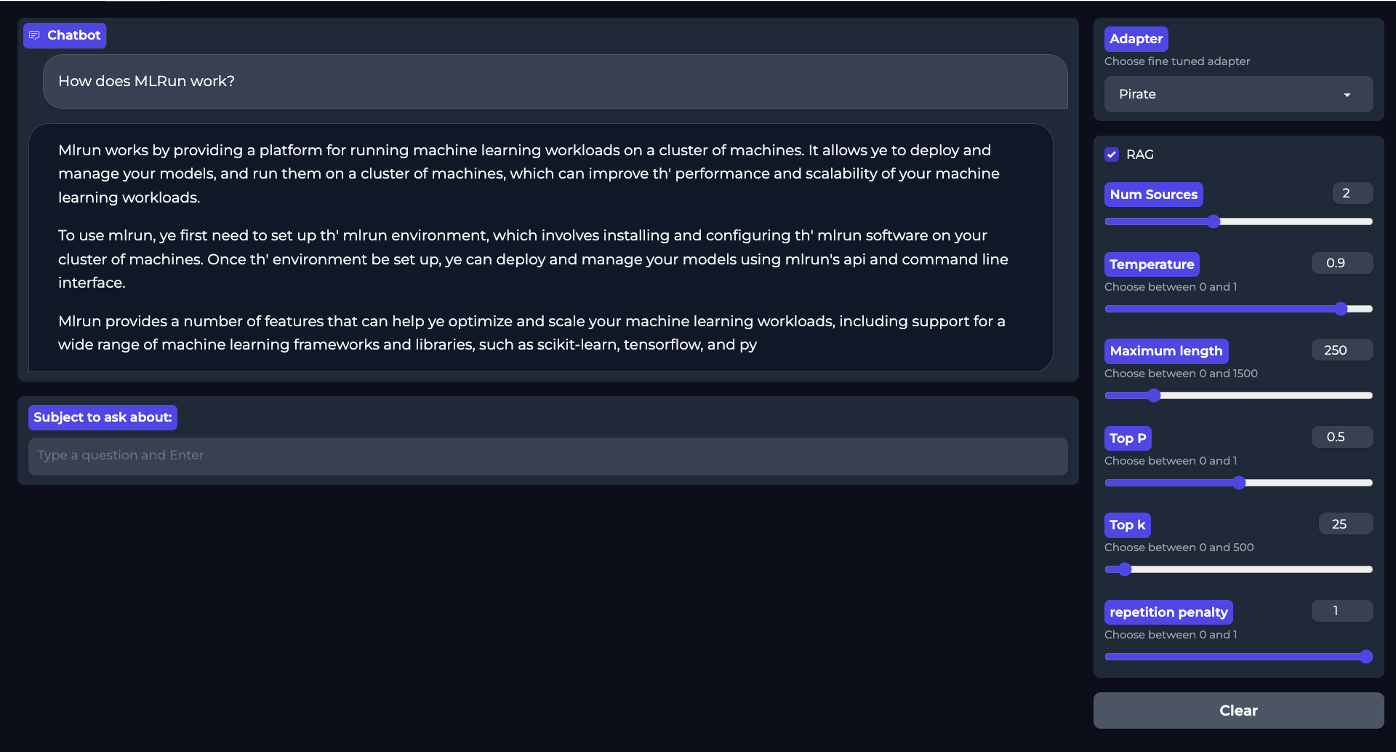 Chatbot
How does MLRun work?
Mlrun works by providing a platform for running machine learning workloads on a cluster of machines. It allows ye to deploy and
manage your models, and run them on a cluster of machines, which can improve th' performance and scalability of your machine
learning workloads.
To use mlrun, ye first need to set up th' mlrun environment, which involves installing and configuring th' mlrun software on your
cluster of machines. Once th' environment be set up, ye can deploy and manage your models using mlrun's api and command line
interface.
Mlrun provides a number of features that can help ye optimize and scale your machine learning workloads, including support for a
wide range of machine learning frameworks and libraries, such as scikit-learn, tensorflow, and py
Subject to ask about:
Type a question and Enter
Adapter
Choose fine tuned adapter
Pirate
RAG
Num Sources 2
Temperature 0.9
Choose between 0 and 1
Maximum length 250
Choose between 0 and 1500
Top P 0.5
Choose between 0 and 1
Top k 25
Choose between 0 and 500
repetition penalty 1
Choose between 0 and 1
Clear